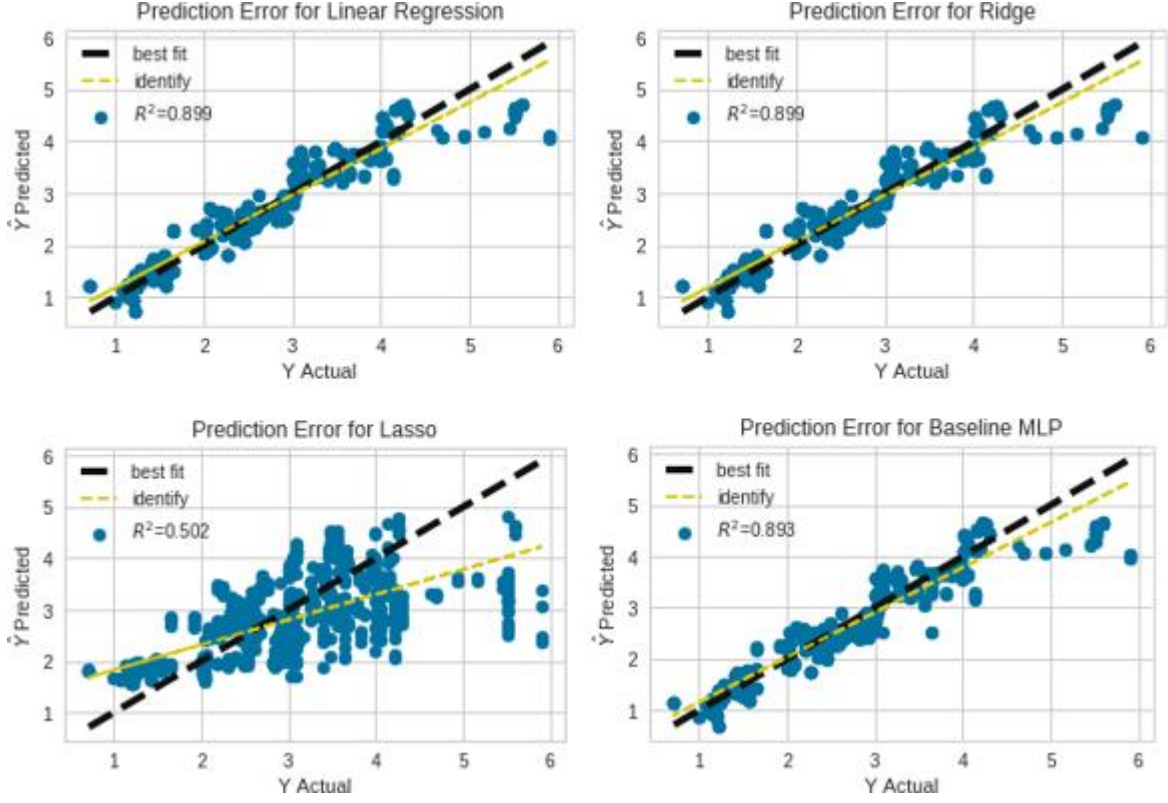 Prediction Error for Linear Regression
6
5
4
3
2
1
best fit
identify
R²=0.899
Ŷ Predicted
1 2 3 4 5 6
Y Actual
Prediction Error for Ridge
6
5
4
3
2
1
best fit
identify
R²=0.899
Ŷ Predicted
1 2 3 4 5 6
Y Actual
Prediction Error for Lasso
6
5
4
3
2
1
best fit
identify
R²=0.502
Ŷ Predicted
1 2 3 4 5 6
Y Actual
Prediction Error for Baseline MLP
6
5
4
3
2
1
best fit
identify
R²=0.893
Ŷ Predicted
1 2 3 4 5 6
Y Actual